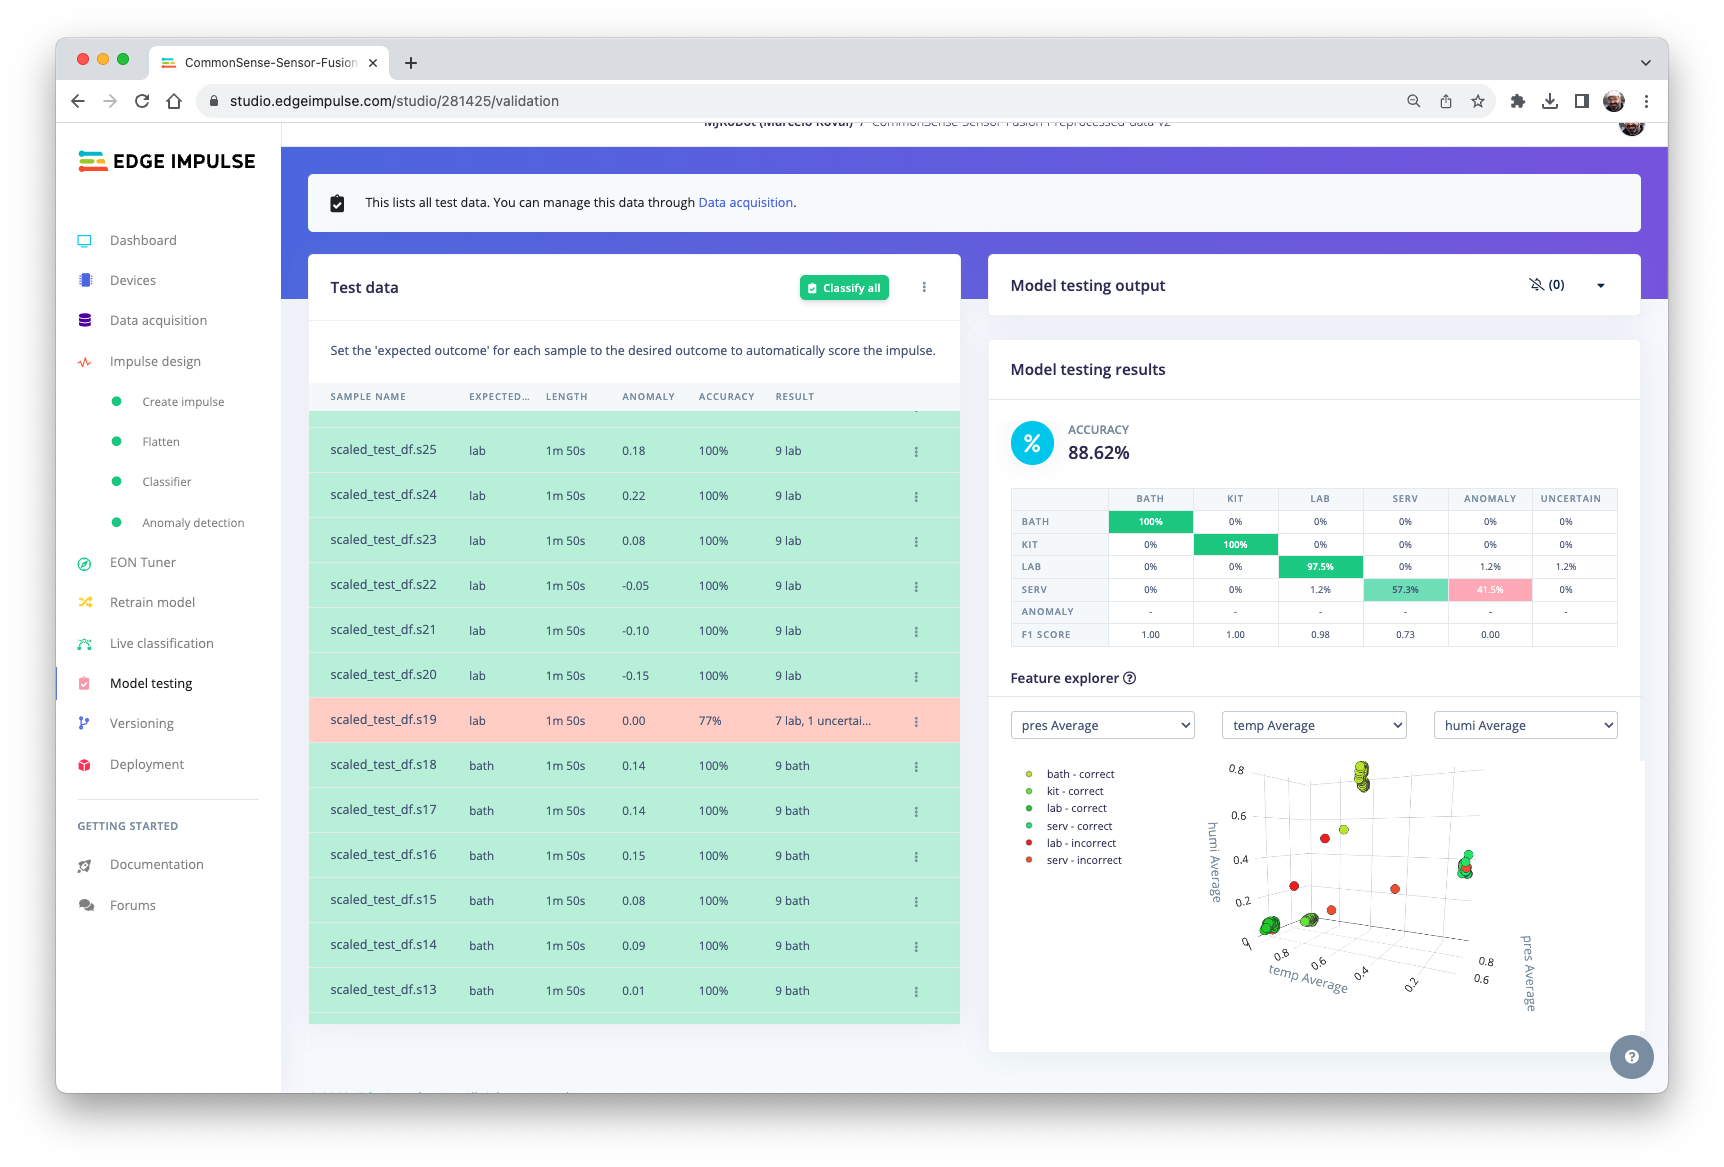 CommonSense-Sensor-Fusion
studio.edgeimpulse.com/studio/281425/validation
EDGE IMPULSE
Dashboard
Devices
Data acquisition
Impulse design
Create impulse
Flatten
Classifier
Anomaly detection
EON Tuner
Retrain model
Live classification
Model testing
Versioning
Deployment
GETTING STARTED
Documentation
Forums
This lists all test data. You can manage this data through Data acquisition.
Test data
Classify all
Set the 'expected outcome' for each sample to the desired outcome to automatically score the impulse.
SAMPLE NAME EXPECTED... LENGTH ANOMALY ACCURACY RESULT
scaled_test_df.s25 lab 1m 50s 0.18 100% 9 lab
scaled_test_df.s24 lab 1m 50s 0.22 100% 9 lab
scaled_test_df.s23 lab 1m 50s 0.08 100% 9 lab
scaled_test_df.s22 lab 1m 50s -0.05 100% 9 lab
scaled_test_df.s21 lab 1m 50s -0.10 100% 9 lab
scaled_test_df.s20 lab 1m 50s -0.15 100% 9 lab
scaled_test_df.s19 lab 1m 50s 0.00 77% 7 lab, 1 uncertai...
scaled_test_df.s18 bath 1m 50s 0.14 100% 9 bath
scaled_test_df.s17 bath 1m 50s 0.14 100% 9 bath
scaled_test_df.s16 bath 1m 50s 0.15 100% 9 bath
scaled_test_df.s15 bath 1m 50s 0.08 100% 9 bath
scaled_test_df.s14 bath 1m 50s 0.09 100% 9 bath
scaled_test_df.s13 bath 1m 50s 0.01 100% 9 bath
Model testing output
(0)
Model testing results
%
ACCURACY
88.62%
BATH KIT LAB SERV ANOMALY UNCERTAIN
BATH 100% 0% 0% 0% 0% 0%
KIT 0% 100% 0% 0% 0% 0%
LAB 0% 0% 97.5% 0% 1.2% 1.2%
SERV 0% 0% 1.2% 57.3% 41.5% 0%
ANOMALY - - - - - -
F1 SCORE 1.00 1.00 0.98 0.73 0.00
Feature explorer ?
pres Average
temp Average
humi Average
bath - correct
kit - correct
lab - correct
serv - correct
lab - incorrect
serv - incorrect
0.8
0.6
0.4
0.2
0
humi Average
0.8
0.6
0.4
0.2
temp Average
0.8
0.6
pres Average
?